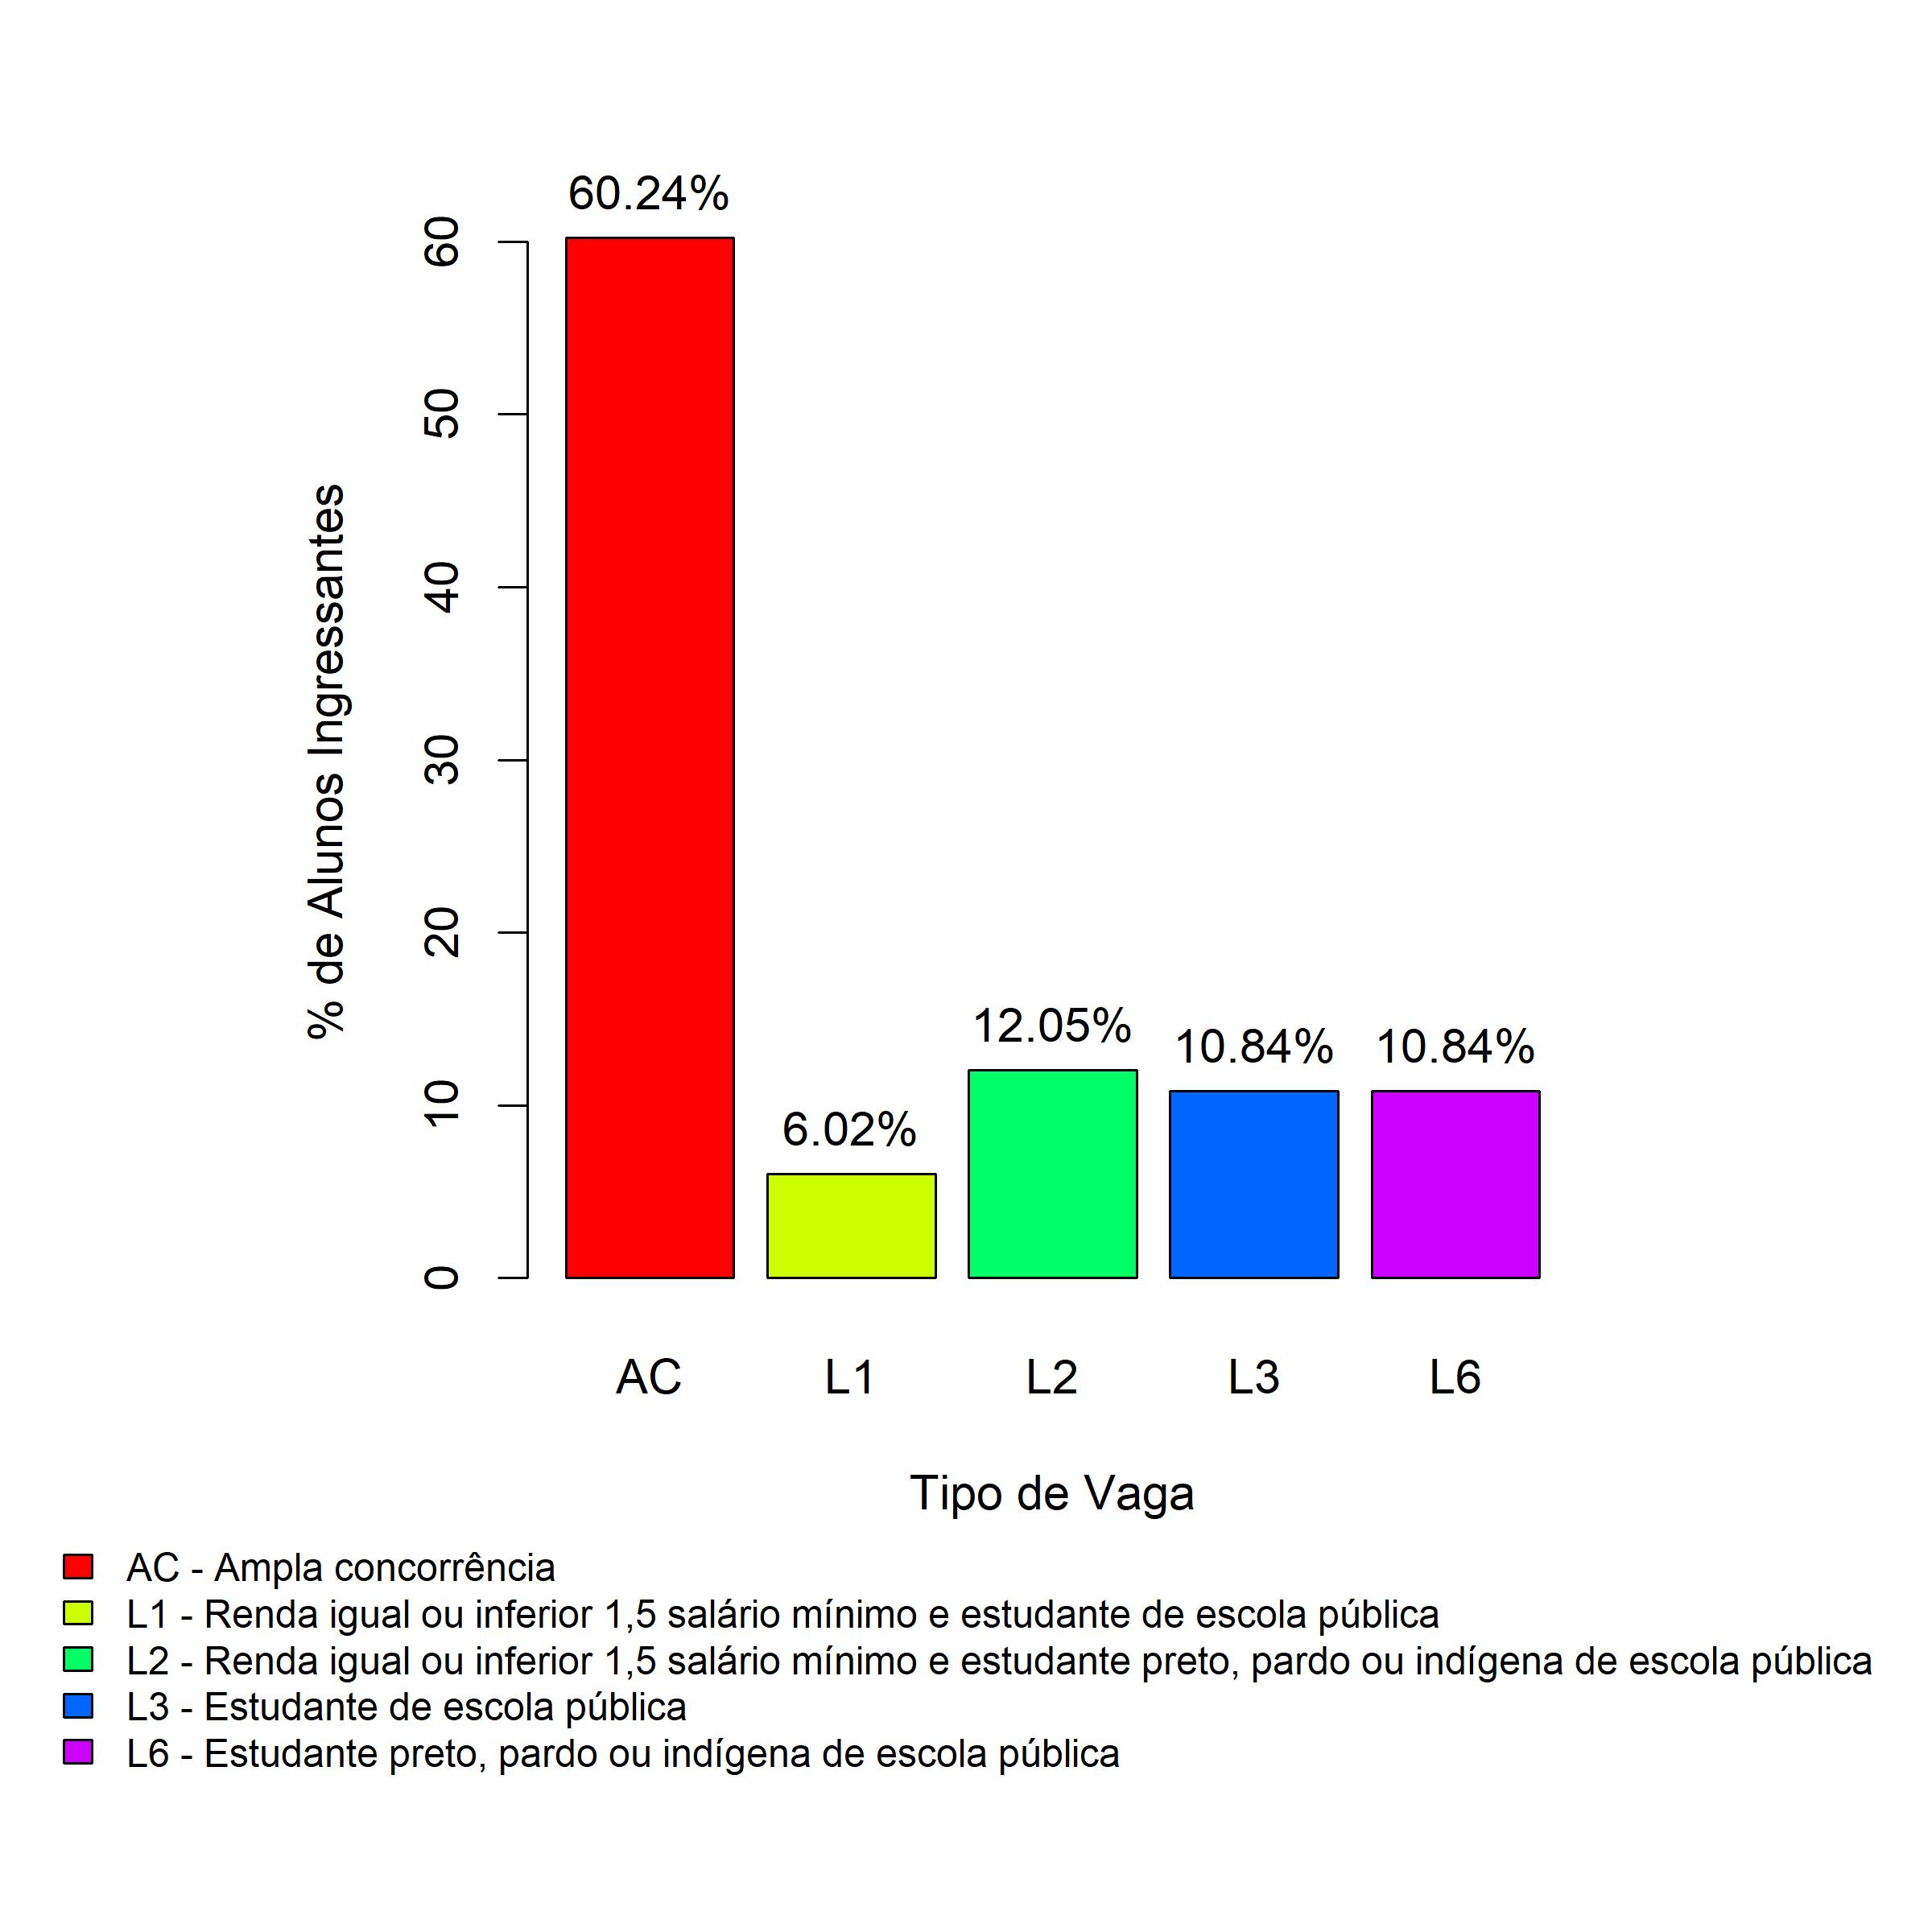 60.24%
6.02%
12.05%
10.84%
10.84%
% de Alunos Ingressantes
60
50
40
30
20
10
0
AC
L1
L2
L3
L6
Tipo de Vaga
AC - Ampla concorrência
L1 - Renda igual ou inferior 1,5 salário mínimo e estudante de escola pública
L2 - Renda igual ou inferior 1,5 salário mínimo e estudante preto, pardo ou indígena de escola pública
L3 - Estudante de escola pública
L6 - Estudante preto, pardo ou indígena de escola pública